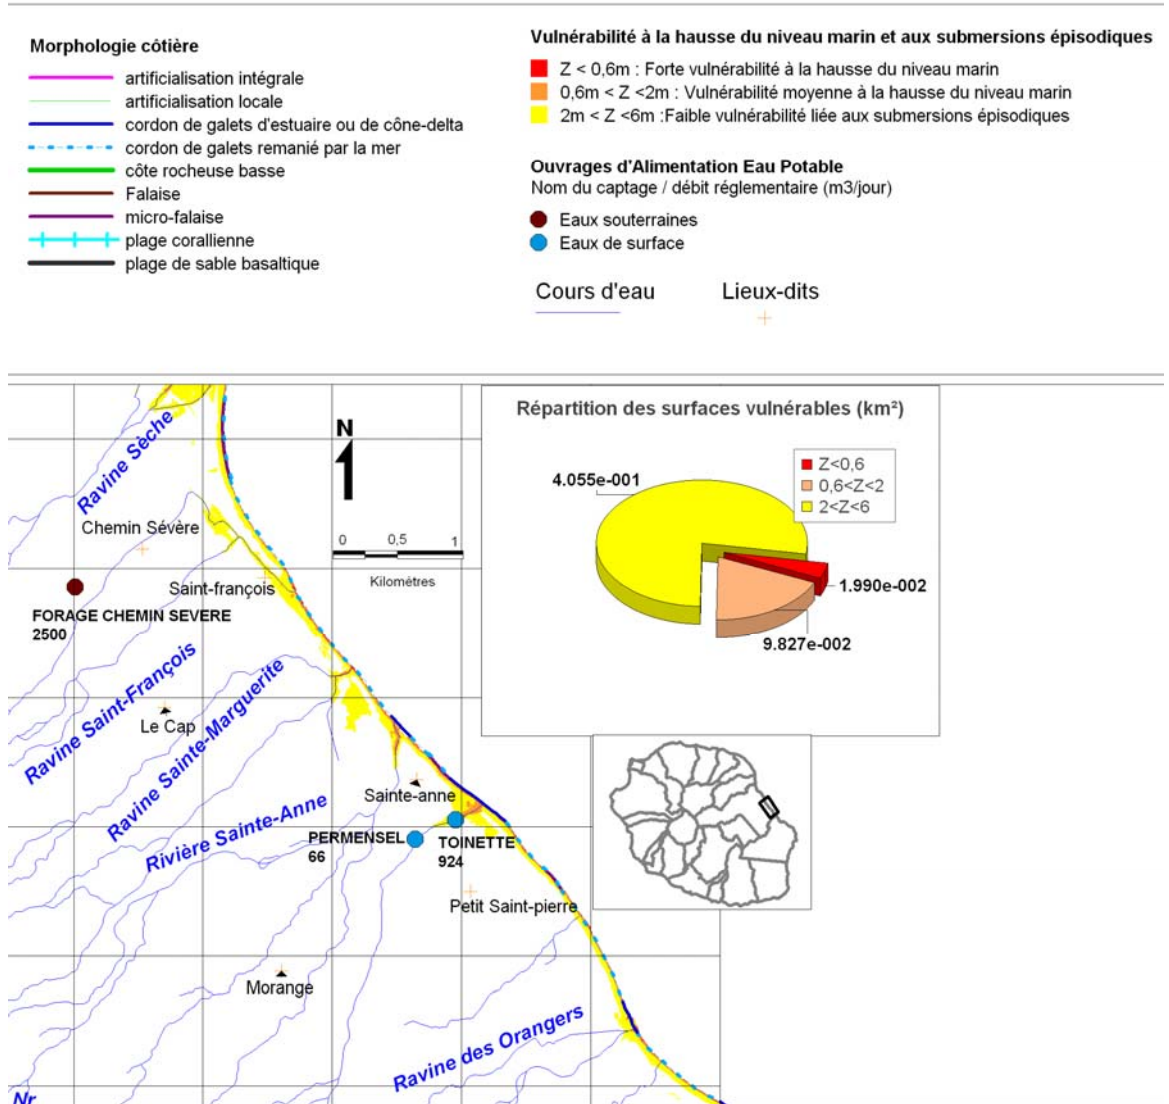 Morphologie côtière
artificialisation intégrale
artificialisation locale
cordon de galets d'estuaire ou de cône-delta
cordon de galets remanié par la mer
côte rocheuse basse
Falaise
micro-falaise
plage corallienne
plage de sable basaltique
Vulnérabilité à la hausse du niveau marin et aux submersions épisodiques
Z < 0,6m : Forte vulnérabilité à la hausse du niveau marin
0,6m < Z <2m : Vulnérabilité moyenne à la hausse du niveau marin
2m < Z <6m :Faible vulnérabilité liée aux submersions épisodiques
Ouvrages d'Alimentation Eau Potable
Nom du captage / débit réglementaire (m3/jour)
Eaux souterraines
Eaux de surface
Cours d'eau
Lieux-dits
Ravine Sèche
Chemin Sévère
Saint-françois
FORAGE CHEMIN SEVERE
2500
Ravine Saint-François
Le Cap
Ravine Sainte-Marguerite
Rivière Sainte-Anne
Sainte-anne
PERMENSEL
66
TOINETTE
924
Petit Saint-pierre
Morange
Ravine des Orangers
Nr
N
0 0,5 1
Kilométres
Répartition des surfaces vulnérables (km²)
4.055e-001
Z<0,6
0,6<Z<2
2<Z<6
1.990e-002
9.827e-002